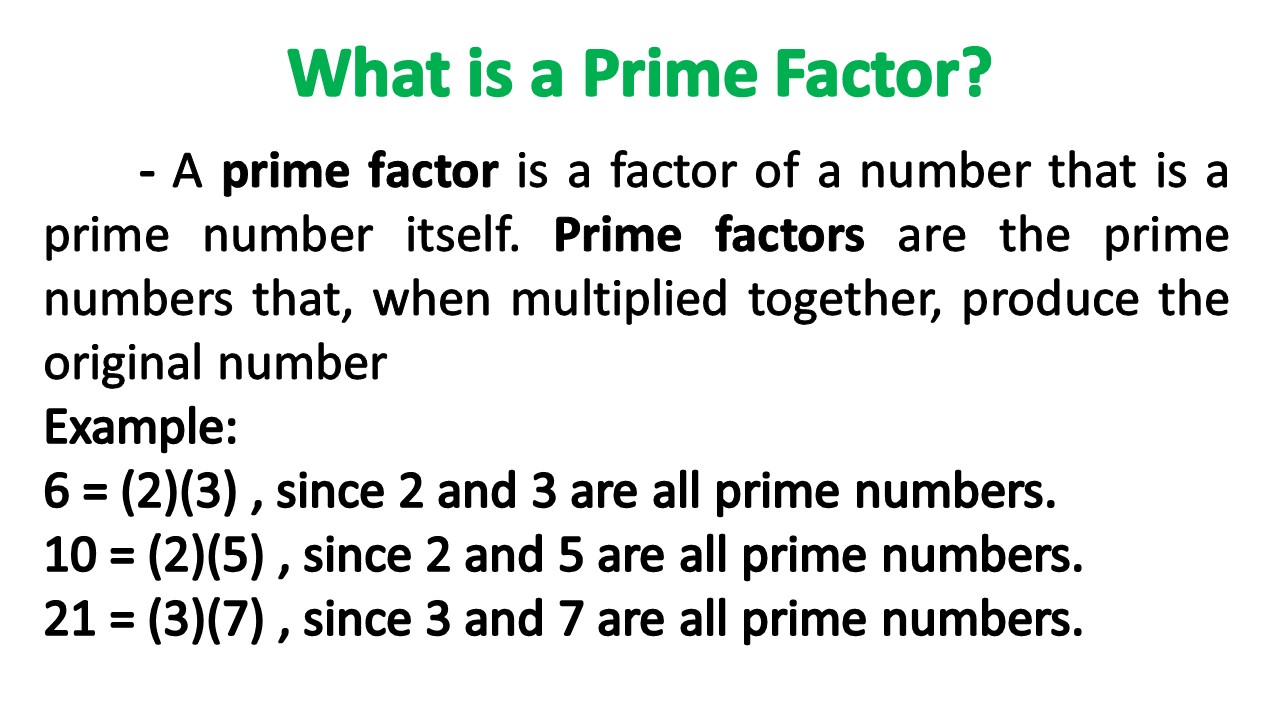 What is a Prime Factor?
- A prime factor is a factor of a number that is a
prime number itself. Prime factors are the prime
numbers that, when multiplied together, produce the
original number
Example:
6 = (2)(3) , since 2 and 3 are all prime numbers.
10 = (2)(5) , since 2 and 5 are all prime numbers.
21 = (3)(7) , since 3 and 7 are all prime numbers.